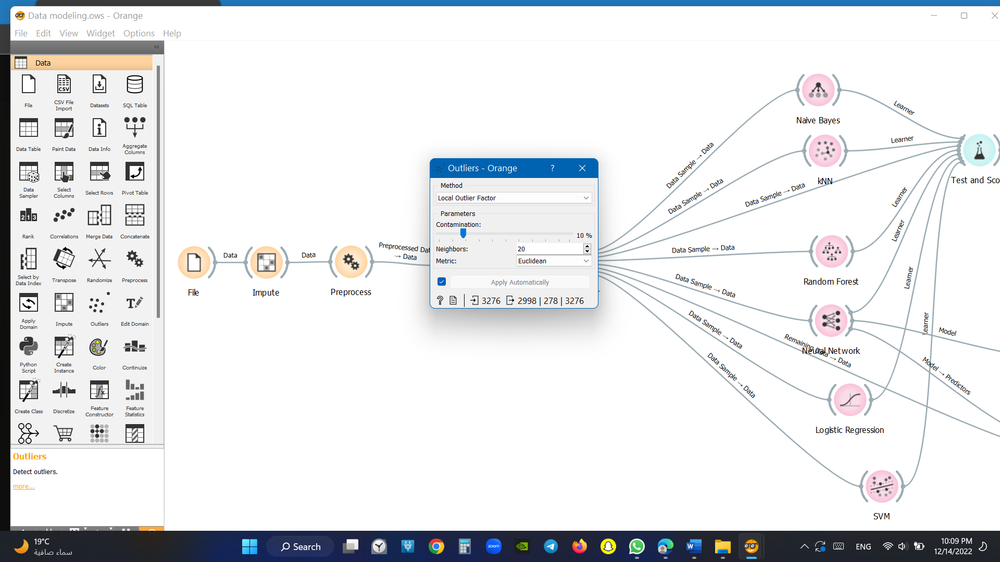 Data modeling.ows - Orange
File Edit View Widget Options Help
Data
File
CSV File Import
Datasets
SQL Table
Data Table
Paint Data
Data Info
Aggregate Columns
Data Sampler
Select Columns
Select Rows
Pivot Table
Rank
Correlations
Merge Data
Concatenate
Select by Data Index
Transpose
Randomize
Preprocess
Apply Domain
Impute
Outliers
Edit Domain
Python Script
Create Instance
Color
Continuize
Create Class
Discretize
Feature Constructor
Feature Statistics
Outliers
Detect outliers.
more...
File
Data
Impute
Data
Preprocess
Preprocessed Dat
→ Data
Outliers - Orange ?
Method
Local Outlier Factor
Parameters
Contamination:
10 %
Neighbors: 20
Metric: Euclidean
Apply Automatically
? 3276 2998 | 278 | 3276
Data Sample → Data
Data Sample → Data
Data Sample → Data
Data Sample → Data
Data Sample → Data
Data Sample → Data
Data Sample → Data
Remaining Data → Data
Naive Bayes
kNN
Random Forest
Neural Network
Logistic Regression
SVM
Learner
Learner
Learner
Learner
Learner
Learner
Model
Model → Predictors
Test and Sco
19°C
سماء صافية
Search
zoom
ENG
10:09 PM
12/14/2022